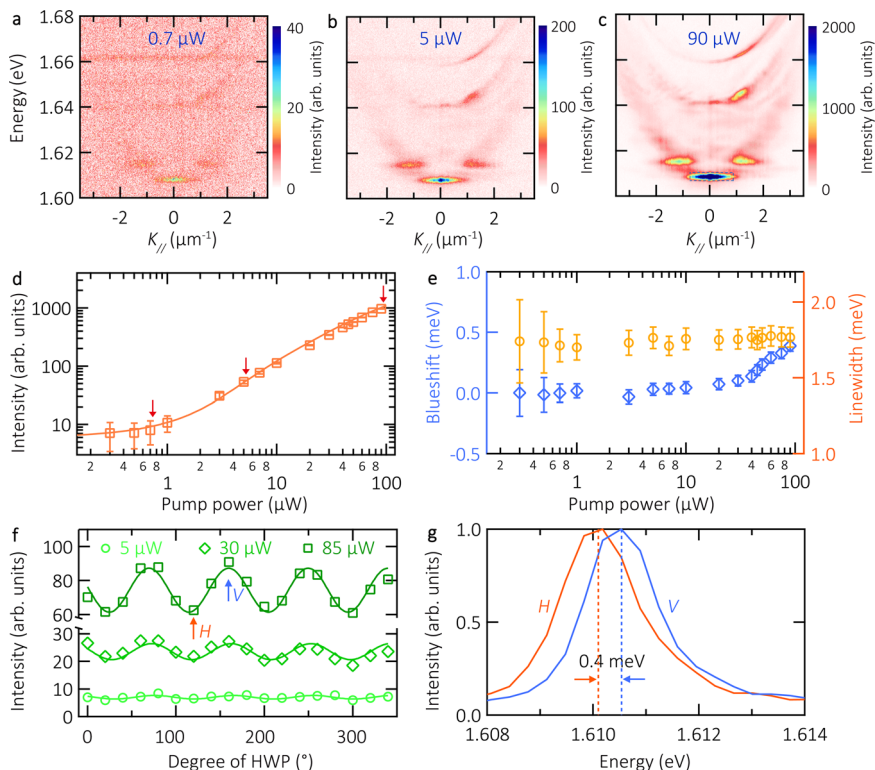 a
0.7 µW
1.68
1.66
1.64
1.62
1.60
Energy (eV)
-2 0 2
K// (µm-1)
40
20
0
Intensity (arb. units)
b
5 µW
-2 0 2
K// (µm-1)
200
100
0
Intensity (arb. units)
c
90 µW
-2 0 2
K// (µm-1)
2000
1000
0
Intensity (arb. units)
d
1000
100
10
Intensity (arb. units)
2 4 6 8 2 4 6 8
1 10 100
Pump power (µW)
e
1.0
0.5
0.0
-0.5
Blueshift (meV)
2.0
1.7
1.4
1.0
Linewidth (meV)
4 6 8 2 4 6 8 2 4 6 8
1 10 100
Pump power (µW)
f
5 µW 30 µW 85 µW
100
80
60
30
20
10
0
Intensity (arb. units)
V
H
0 100 200 300
Degree of HWP (°)
g
1.0
0.5
0.0
Intensity (arb. units)
H
V
0.4 meV
1.608 1.610 1.612 1.614
Energy (eV)